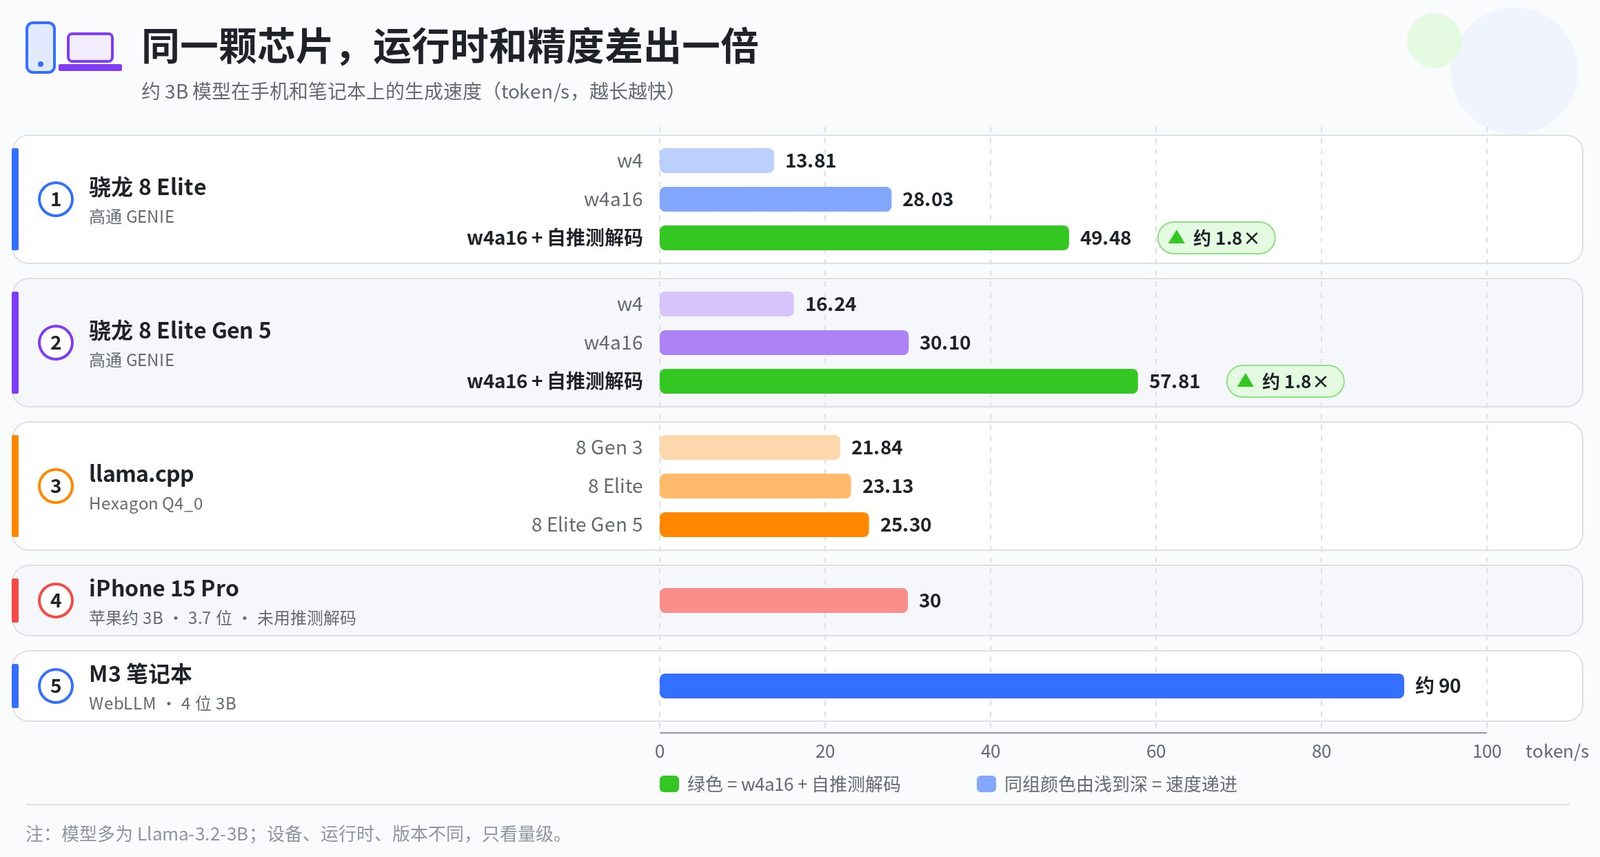 同一颗芯片，运行时和精度差出一倍
约 3B 模型在手机和笔记本上的生成速度（token/s，越长越快）
1
骁龙 8 Elite
高通 GENIE
w4
13.81
w4a16
28.03
w4a16 + 自推测解码
49.48
▲ 约 1.8×
2
骁龙 8 Elite Gen 5
高通 GENIE
w4
16.24
w4a16
30.10
w4a16 + 自推测解码
57.81
▲ 约 1.8×
3
llama.cpp
Hexagon Q4_0
8 Gen 3
21.84
8 Elite
23.13
8 Elite Gen 5
25.30
4
iPhone 15 Pro
苹果约 3B · 3.7 位 · 未用推测解码
30
5
M3 笔记本
WebLLM · 4 位 3B
约 90
0 20 40 60 80 100 token/s
绿色 = w4a16 + 自推测解码
同组颜色由浅到深 = 速度递进
注：模型多为 Llama-3.2-3B；设备、运行时、版本不同，只看量级。